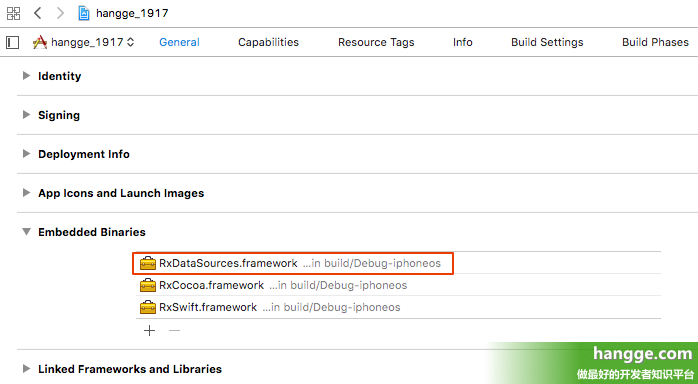 hangge_1917
hangge_1917 General Capabilities Resource Tags Info Build Settings Build Phases
Identity
Signing
Deployment Info
App Icons and Launch Images
Embedded Binaries
RxDataSources.framework ...in build/Debug-iphoneos
RxCocoa.framework ...in build/Debug-iphoneos
RxSwift.framework ...in build/Debug-iphoneos
Linked Frameworks and Libraries
hangge.com
做最好的开发者知识平台